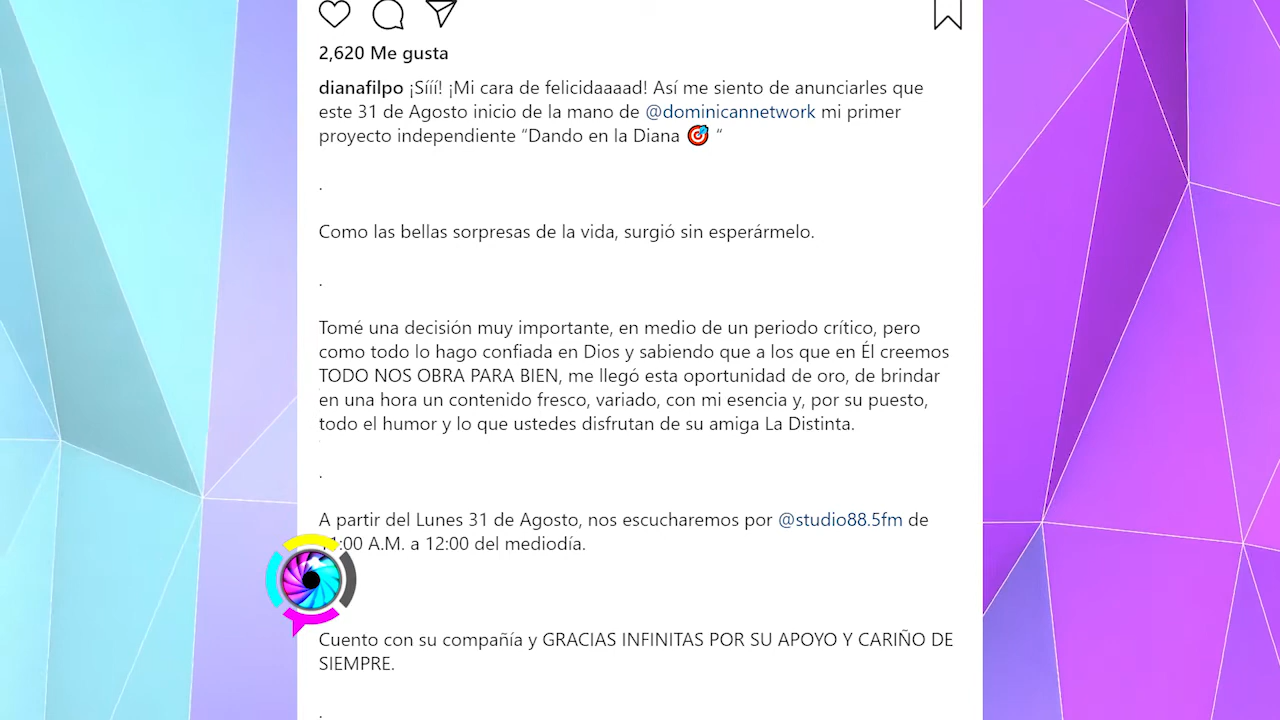 2,620 Me gusta
dianafilpo ¡Sííí! ¡Mi cara de felicidaaaad! Así me siento de anunciarles que
este 31 de Agosto inicio de la mano de @dominicannetwork mi primer
proyecto independiente “Dando en la Diana 🎯 “
.
Como las bellas sorpresas de la vida, surgió sin esperármelo.
.
Tomé una decisión muy importante, en medio de un periodo crítico, pero
como todo lo hago confiada en Dios y sabiendo que a los que en Él creemos
TODO NOS OBRA PARA BIEN, me llegó esta oportunidad de oro, de brindar
en una hora un contenido fresco, variado, con mi esencia y, por su puesto,
todo el humor y lo que ustedes disfrutan de su amiga La Distinta.
.
A partir del Lunes 31 de Agosto, nos escucharemos por @studio88.5fm de
A.M. a 12:00 del mediodía.
Cuento con su compañía y GRACIAS INFINITAS POR SU APOYO Y CARIÑO DE
SIEMPRE.
.